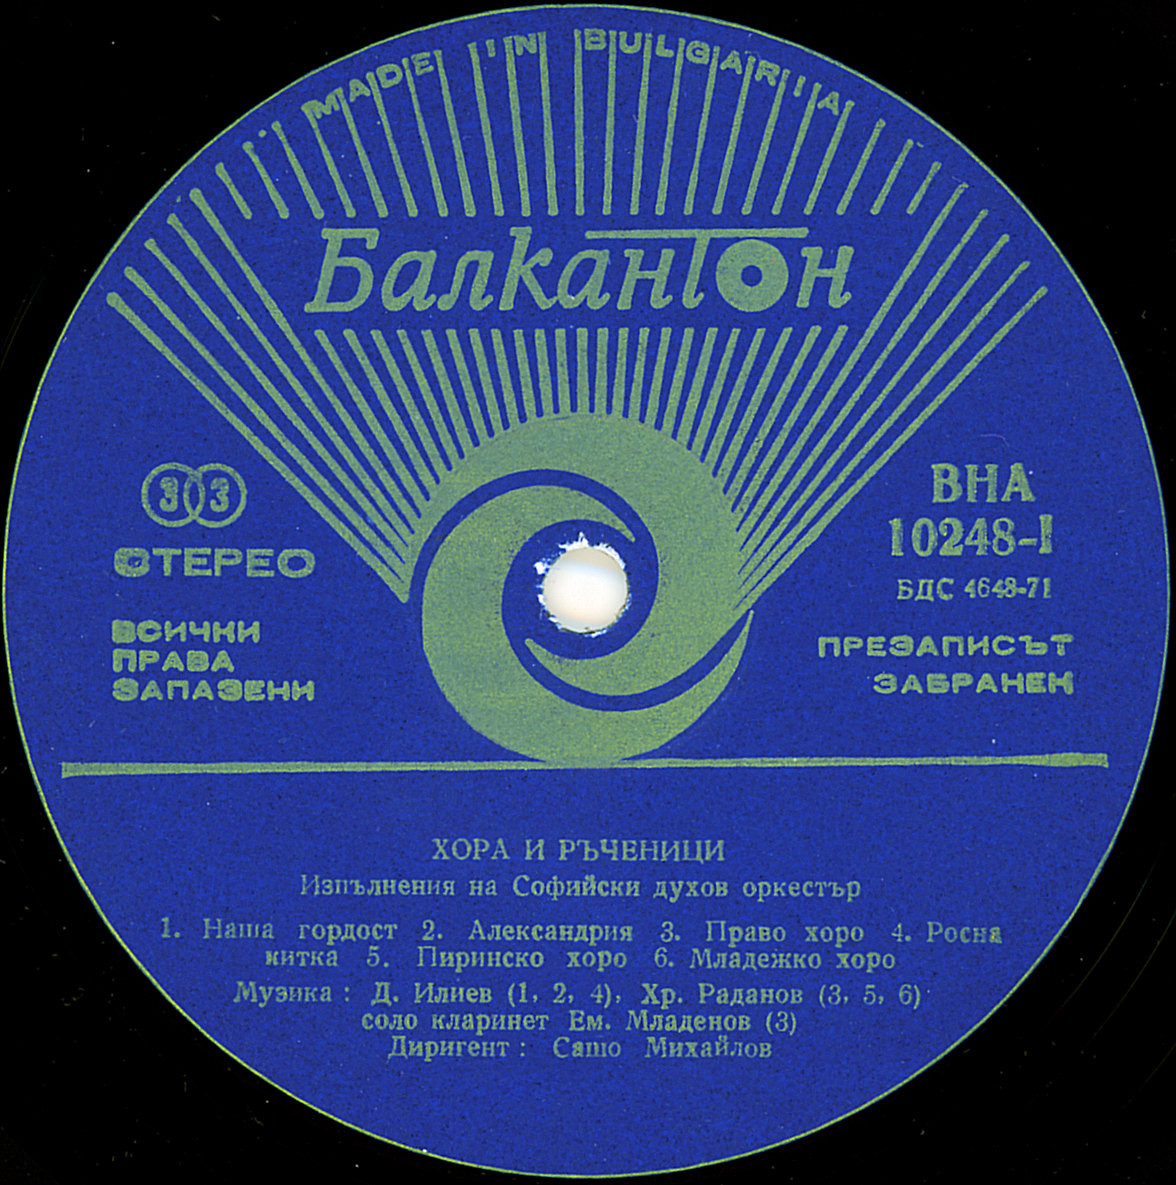 MADE IN BULGARIA
Балкантон
33
СТЕРЕО
ВСИЧКИ
ПРАВА
ЗАПАЗЕНИ
ВНА
10248-I
БДС 4648-71
ПРЕЗАПИСЪТ
ЗАБРАНЕН
ХОРА И РЪЧЕНИЦИ
Изпълнения на Софийски духов оркестър
1. Наша гордост 2. Александрия 3. Право хоро 4. Росна
китка 5. Пиринско хоро 6. Младежко хоро
Музика: Д. Илиев (1, 2, 4), Хр. Раданов (3, 5, 6)
соло кларинет Ем. Младенов (3)
Диригент: Сашо Михайлов